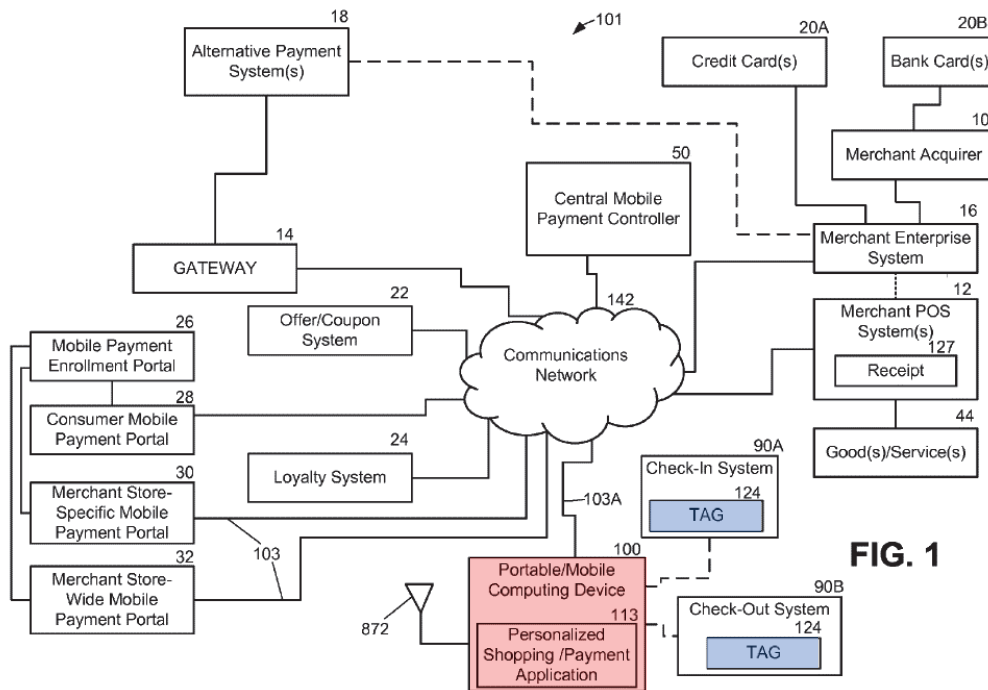 18
101
20A
20B
Alternative Payment
System(s)
Credit Card(s)
Bank Card(s)
10
50
Merchant Acquirer
Central Mobile
Payment Controller
16
Merchant Enterprise
System
14
GATEWAY
142
12
22
Merchant POS
System(s)
Offer/Coupon
System
26
Communications
Network
127
Receipt
Mobile Payment
Enrollment Portal
28
Consumer Mobile
Payment Portal
24
90A
44
Loyalty System
Check-In System
Good(s)/Service(s)
30
Merchant Store-
Specific Mobile
Payment Portal
103A
124
TAG
103
32
100
FIG. 1
Merchant Store-
Wide Mobile
Payment Portal
Portable/Mobile
Computing Device
90B
872
113
Check-Out System
Personalized
Shopping /Payment
Application
124
TAG